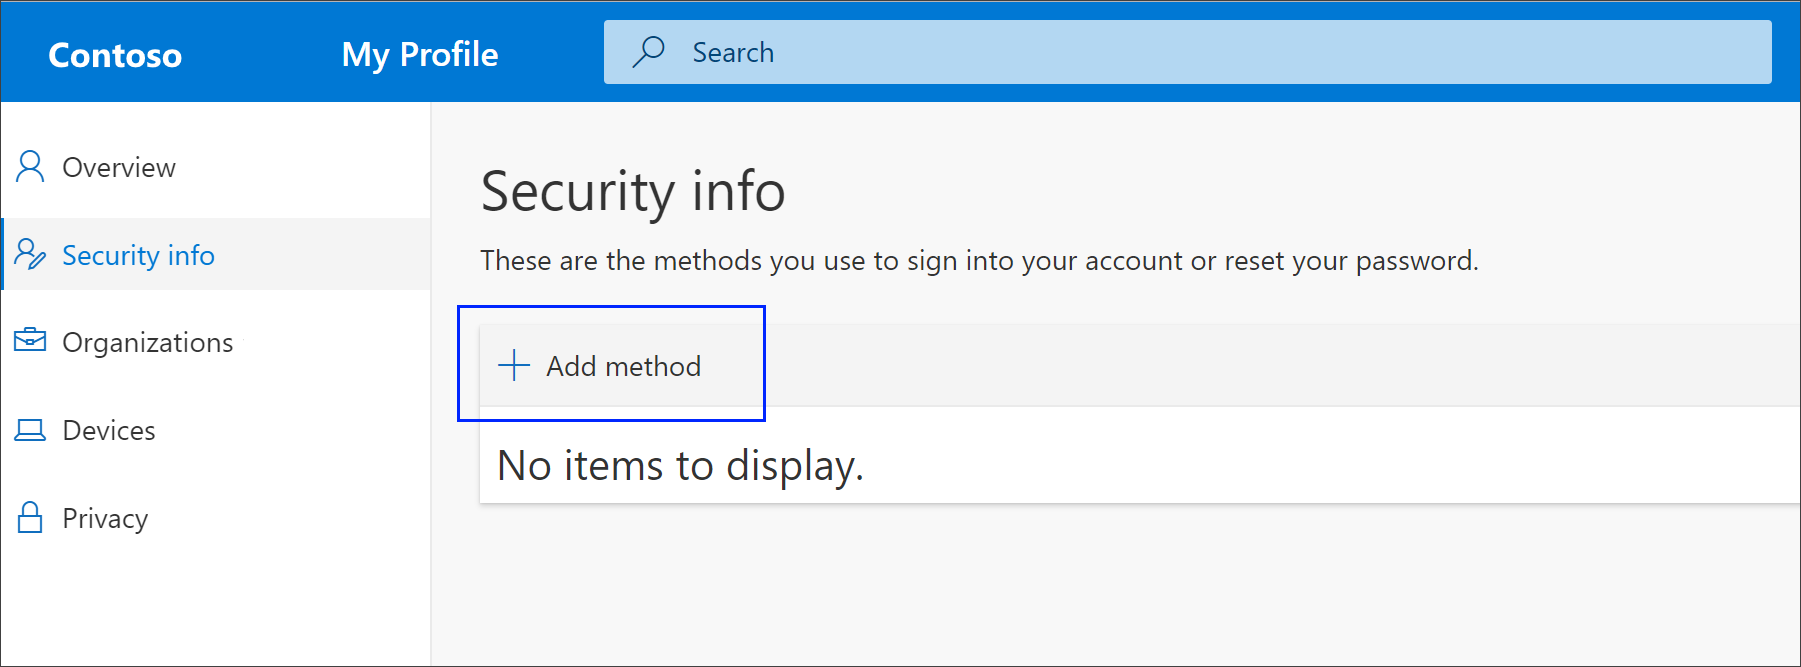 Contoso
My Profile
Search
Overview
Security info
Organizations
Devices
Privacy
Security info
These are the methods you use to sign into your account or reset your password.
Add method
No items to display.